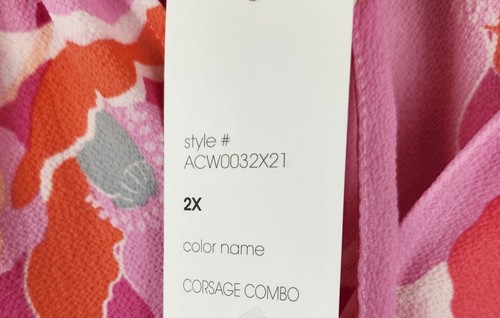 style #
ACW0032X21
2X
color name
CORSAGE COMBO